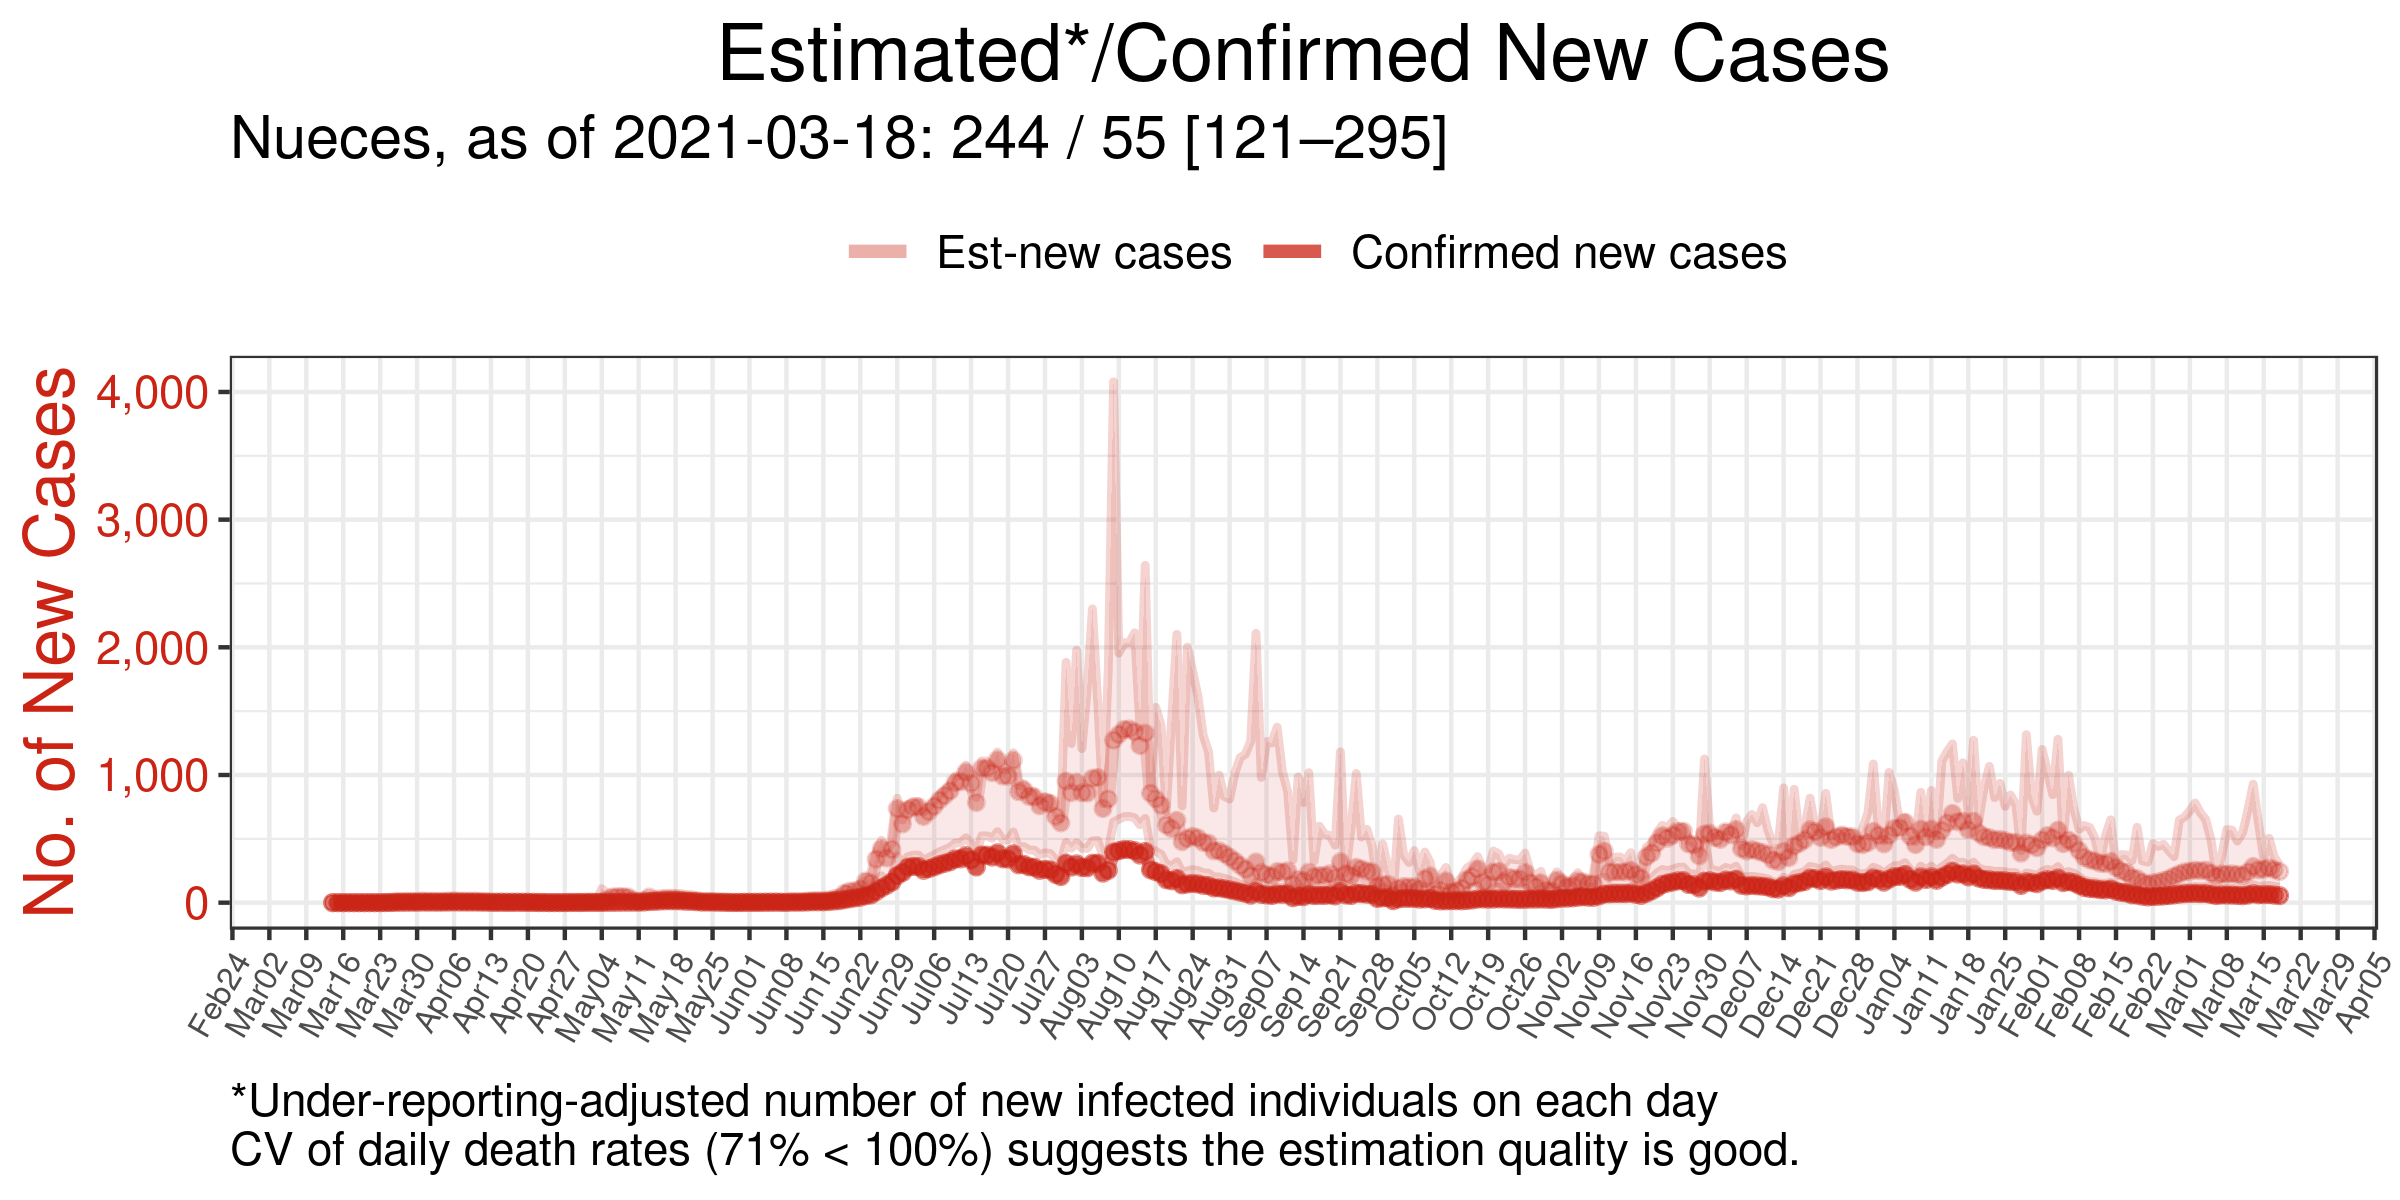 Estimated*/Confirmed New Cases
Nueces, as of 2021-03-18: 244 / 55 [121–295]
Est-new cases Confirmed new cases
No. of New Cases
4,000
3,000
2,000
1,000
0
Feb24 Mar02 Mar09 Mar16 Mar23 Mar30 Apr06 Apr13 Apr20 Apr27 May04 May11 May18 May25 Jun01 Jun08 Jun15 Jun22 Jun29 Jul06 Jul13 Jul20 Jul27 Aug03 Aug10 Aug17 Aug24 Aug31 Sep07 Sep14 Sep21 Sep28 Oct05 Oct12 Oct19 Oct26 Nov02 Nov09 Nov16 Nov23 Nov30 Dec07 Dec14 Dec21 Dec28 Jan04 Jan11 Jan18 Jan25 Feb01 Feb08 Feb15 Feb22 Mar01 Mar08 Mar15 Mar22 Mar29 Apr05
*Under-reporting-adjusted number of new infected individuals on each day
CV of daily death rates (71% < 100%) suggests the estimation quality is good.